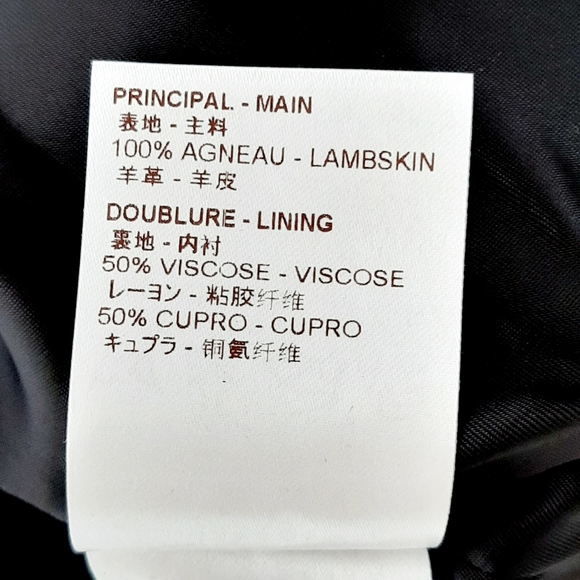 PRINCIPAL - MAIN
表地 - 主料
100% AGNEAU - LAMBSKIN
羊革 - 羊皮
DOUBLURE - LINING
裏地 - 内衬
50% VISCOSE - VISCOSE
レーヨン - 粘胶纤维
50% CUPRO - CUPRO
キュプラ - 铜氨纤维